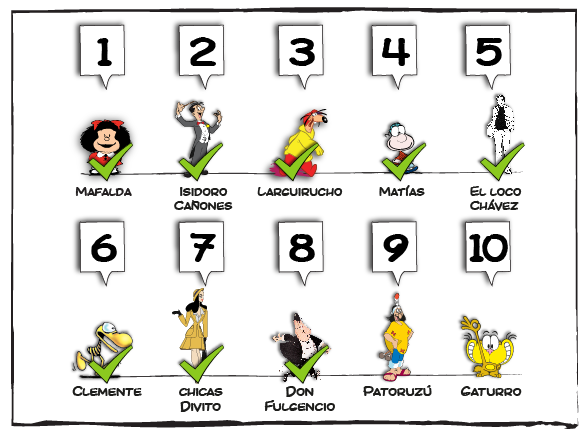 1 2 3 4 5
MAFALDA ISIDORO CAÑONES LARGUIRUCHO MATÍAS EL LOCO CHÁVEZ
6 7 8 9 10
CLEMENTE CHICAS DIVITO DON FULGENCIO PATORUZÚ GATURRO